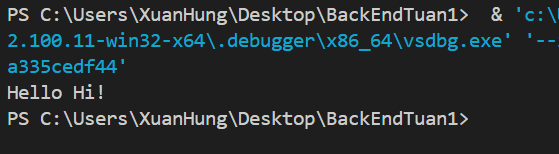 PS C:\Users\XuanHung\Desktop\BackEndTuan1>  & 'c:\
2.100.11-win32-x64\.debugger\x86_64\vsdbg.exe' '--
a335cedf44'
Hello Hi!
PS C:\Users\XuanHung\Desktop\BackEndTuan1>